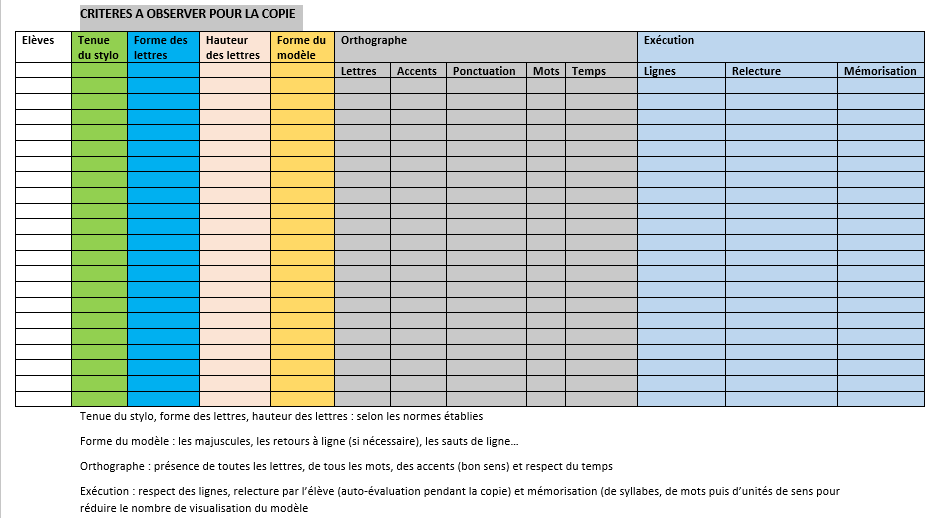 CRITERES A OBSERVER POUR LA COPIE
Elèves Tenue du stylo Forme des lettres Hauteur des lettres Forme du modèle Orthographe Exécution
Lettres Accents Ponctuation Mots Temps Lignes Relecture Mémorisation
Tenue du stylo, forme des lettres, hauteur des lettres : selon les normes établies
Forme du modèle : les majuscules, les retours à ligne (si nécessaire), les sauts de ligne…
Orthographe : présence de toutes les lettres, de tous les mots, des accents (bon sens) et respect du temps
Exécution : respect des lignes, relecture par l’élève (auto-évaluation pendant la copie) et mémorisation (de syllabes, de mots puis d’unités de sens pour
réduire le nombre de visualisation du modèle